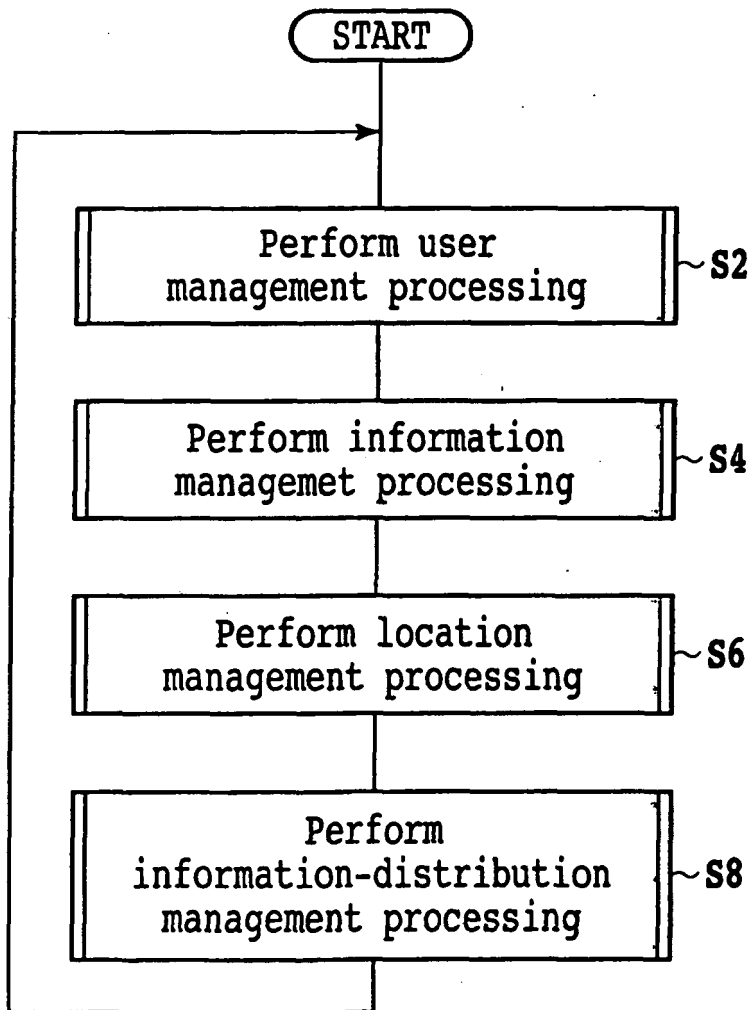 START
Perform user
management processing
S2
Perform information
managemet processing
S4
Perform location
management processing
S6
Perform
information-distribution
management processing
S8